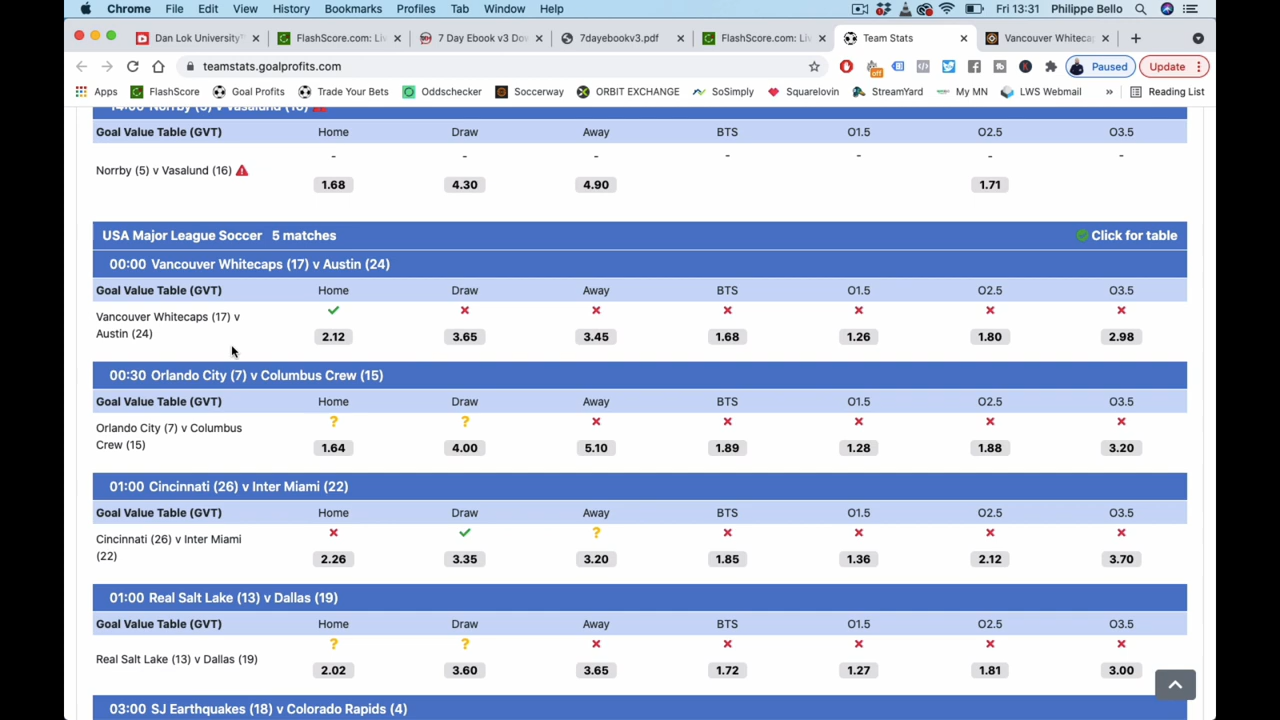 Chrome File Edit View History Bookmarks Profiles Tab Window Help Fri 13:31 Philippe Bello
Dan Lok University" FlashScore.com: Liv 7 Day Ebook v3 Dow 7dayebookv3.pdf FlashScore.com: Liv Team Stats Vancouver Whitecap
teamstats.goalprofits.com off Paused Update
Apps FlashScore Goal Profits Trade Your Bets Oddschecker Soccerway ORBIT EXCHANGE SoSimply Squarelovin StreamYard My MN LWS Webmail » Reading List
14:00 Norrby (5) v Vasalund (16)
Goal Value Table (GVT) Home Draw Away BTS O1.5 O2.5 O3.5
- - - - - - -
Norrby (5) v Vasalund (16)
1.68 4.30 4.90 1.71
USA Major League Soccer 5 matches Click for table
00:00 Vancouver Whitecaps (17) v Austin (24)
Goal Value Table (GVT) Home Draw Away BTS O1.5 O2.5 O3.5
Vancouver Whitecaps (17) v
Austin (24)
2.12 3.65 3.45 1.68 1.26 1.80 2.98
00:30 Orlando City (7) v Columbus Crew (15)
Goal Value Table (GVT) Home Draw Away BTS O1.5 O2.5 O3.5
? ?
Orlando City (7) v Columbus
Crew (15)
1.64 4.00 5.10 1.89 1.28 1.88 3.20
01:00 Cincinnati (26) v Inter Miami (22)
Goal Value Table (GVT) Home Draw Away BTS O1.5 O2.5 O3.5
?
Cincinnati (26) v Inter Miami
(22)
2.26 3.35 3.20 1.85 1.36 2.12 3.70
01:00 Real Salt Lake (13) v Dallas (19)
Goal Value Table (GVT) Home Draw Away BTS O1.5 O2.5 O3.5
? ?
Real Salt Lake (13) v Dallas (19)
2.02 3.60 3.65 1.72 1.27 1.81 3.00
03:00 SJ Earthquakes (18) v Colorado Rapids (4)